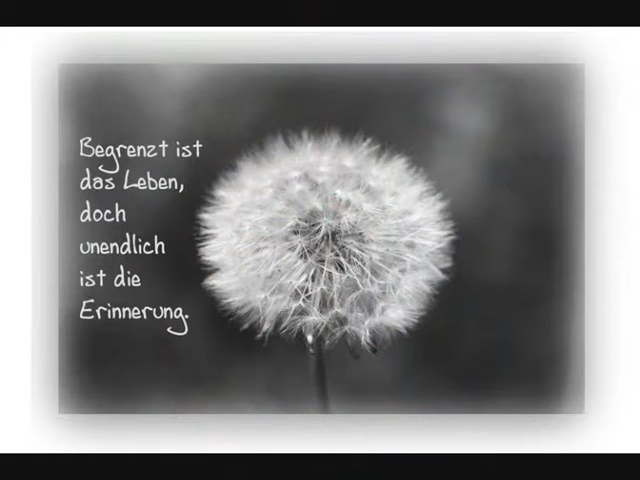 Begrenzt ist
das Leben,
doch
unendlich
ist die
Erinnerung.